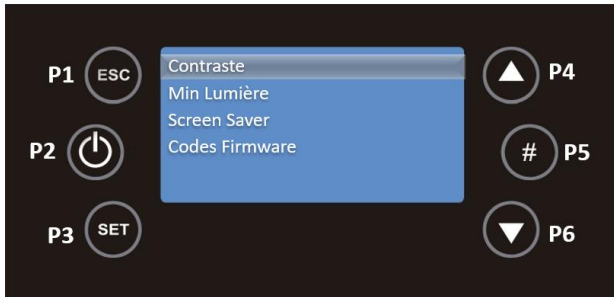 P1 ESC
Contraste
P4
Min Lumière
Screen Saver
P2
# P5
Codes Firmware
P3 SET
P6